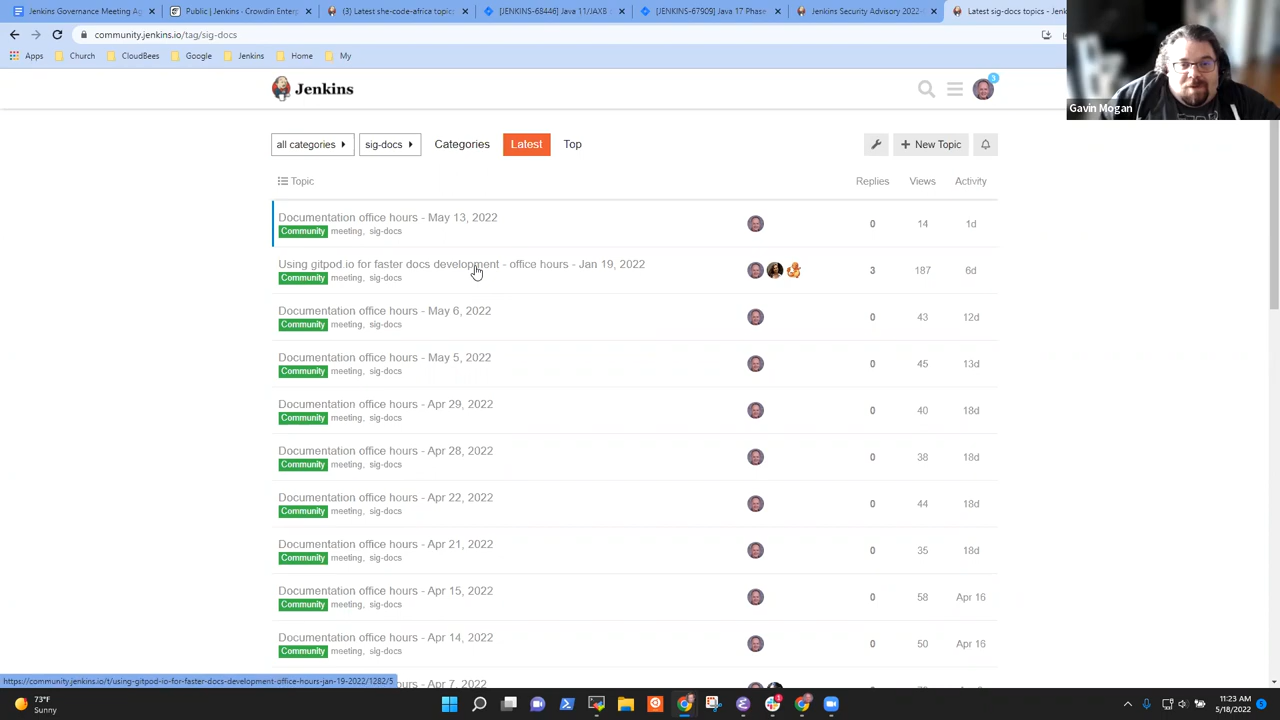 Jenkins Governance Meeting A
Public Jenkins Project Calen
(3) Latest sig-docs topics - J
[JENKINS-68446] Java 11/JAXB
[JENKINS-67909] Java 17 Phase
Jenkins Security Advisory 2022-
Latest sig-docs topics - Jen
community.jenkins.io/tag/sig-docs
Apps
Church
CloudBees
Google
Jenkins
Home
My
Gavin Mogan
Jenkins
3
all categories
sig-docs
Categories
Latest
Top
+ New Topic
Topic
Replies
Views
Activity
Documentation office hours - May 13, 2022
Community meeting, sig-docs
0
14
1d
Using gitpod.io for faster docs development - office hours - Jan 19, 2022
Community meeting, sig-docs
3
187
6d
Documentation office hours - May 6, 2022
Community meeting, sig-docs
0
43
12d
Documentation office hours - May 5, 2022
Community meeting, sig-docs
0
45
13d
Documentation office hours - Apr 29, 2022
Community meeting, sig-docs
0
40
18d
Documentation office hours - Apr 28, 2022
Community meeting, sig-docs
0
38
18d
Documentation office hours - Apr 22, 2022
Community meeting, sig-docs
0
44
18d
Documentation office hours - Apr 21, 2022
Community meeting, sig-docs
0
35
18d
Documentation office hours - Apr 15, 2022
Community meeting, sig-docs
0
58
Apr 16
Documentation office hours - Apr 14, 2022
Community meeting, sig-docs
0
50
Apr 16
https://community.jenkins.io/t/using-gitpod-io-for-faster-docs-development-office-hours-jan-19-2022/1282/5
ours - Apr 7, 2022
73°F
Sunny
11:23 AM
5/18/2022